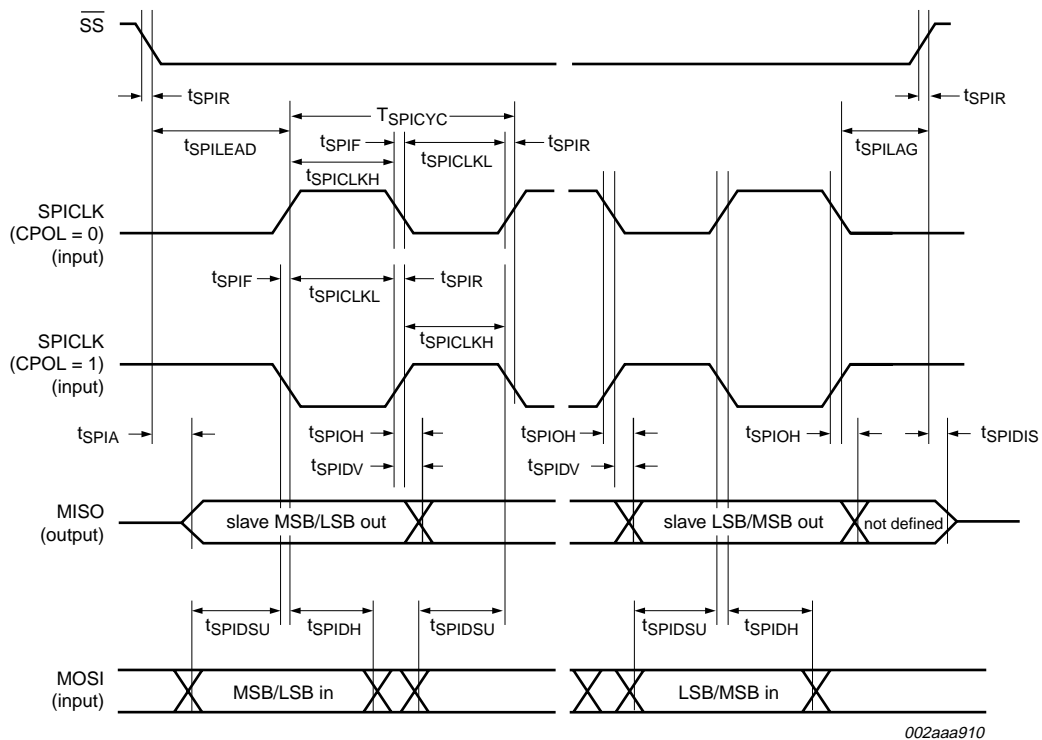 SS
tSPIR
tSPIR
TSPICYC
tSPILEAD
tSPIF
tSPICLKL
tSPIR
tSPILAG
tSPICLKH
SPICLK
(CPOL = 0)
(input)
tSPIF
tSPICLKL
tSPIR
SPICLK
(CPOL = 1)
(input)
tSPICLKH
tSPIA
tSPIOH
tSPIOH
tSPIOH
tSPIDIS
tSPIDV
tSPIDV
MISO
(output)
slave MSB/LSB out
slave LSB/MSB out
not defined
tSPIDSU
tSPIDH
tSPIDSU
tSPIDSU
tSPIDH
MOSI
(input)
MSB/LSB in
LSB/MSB in
002aaa910